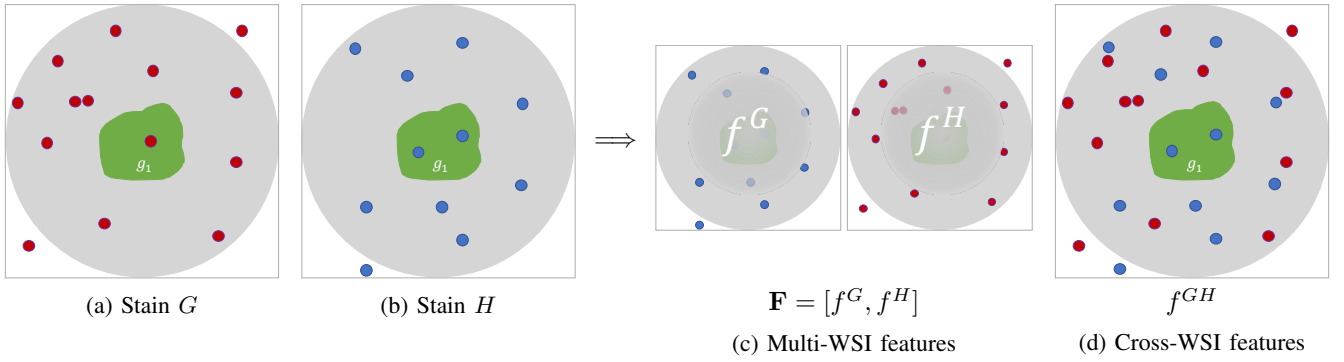 g₁
g₁
⟹
f^G
f^H
g₁
(a) Stain G
(b) Stain H
F = [f^G, f^H]
(c) Multi-WSI features
f^{GH}
(d) Cross-WSI features